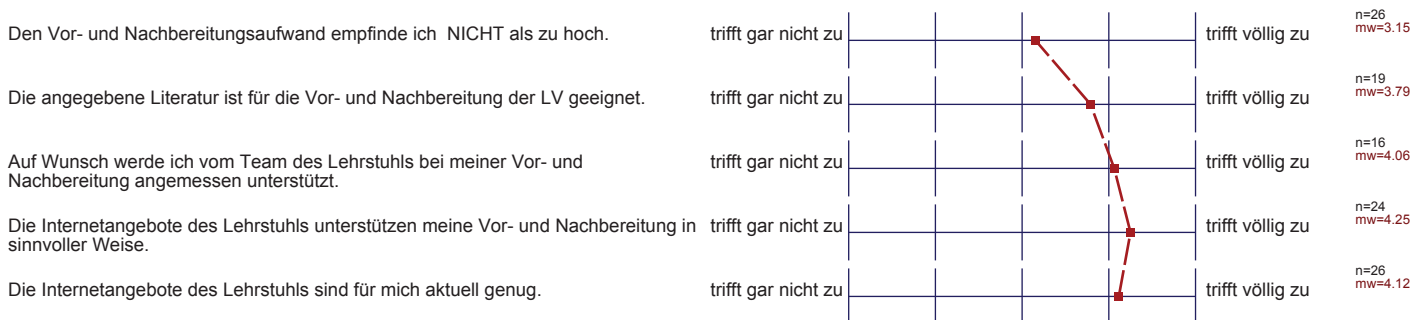 Den Vor- und Nachbereitungsaufwand empfinde ich  NICHT als zu hoch. trifft gar nicht zu trifft völlig zu n=26
mw=3.15
Die angegebene Literatur ist für die Vor- und Nachbereitung der LV geeignet. trifft gar nicht zu trifft völlig zu n=19
mw=3.79
Auf Wunsch werde ich vom Team des Lehrstuhls bei meiner Vor- und trifft gar nicht zu trifft völlig zu n=16
Nachbereitung angemessen unterstützt. mw=4.06
Die Internetangebote des Lehrstuhls unterstützen meine Vor- und Nachbereitung in trifft gar nicht zu trifft völlig zu n=24
sinnvoller Weise. mw=4.25
Die Internetangebote des Lehrstuhls sind für mich aktuell genug. trifft gar nicht zu trifft völlig zu n=26
mw=4.12